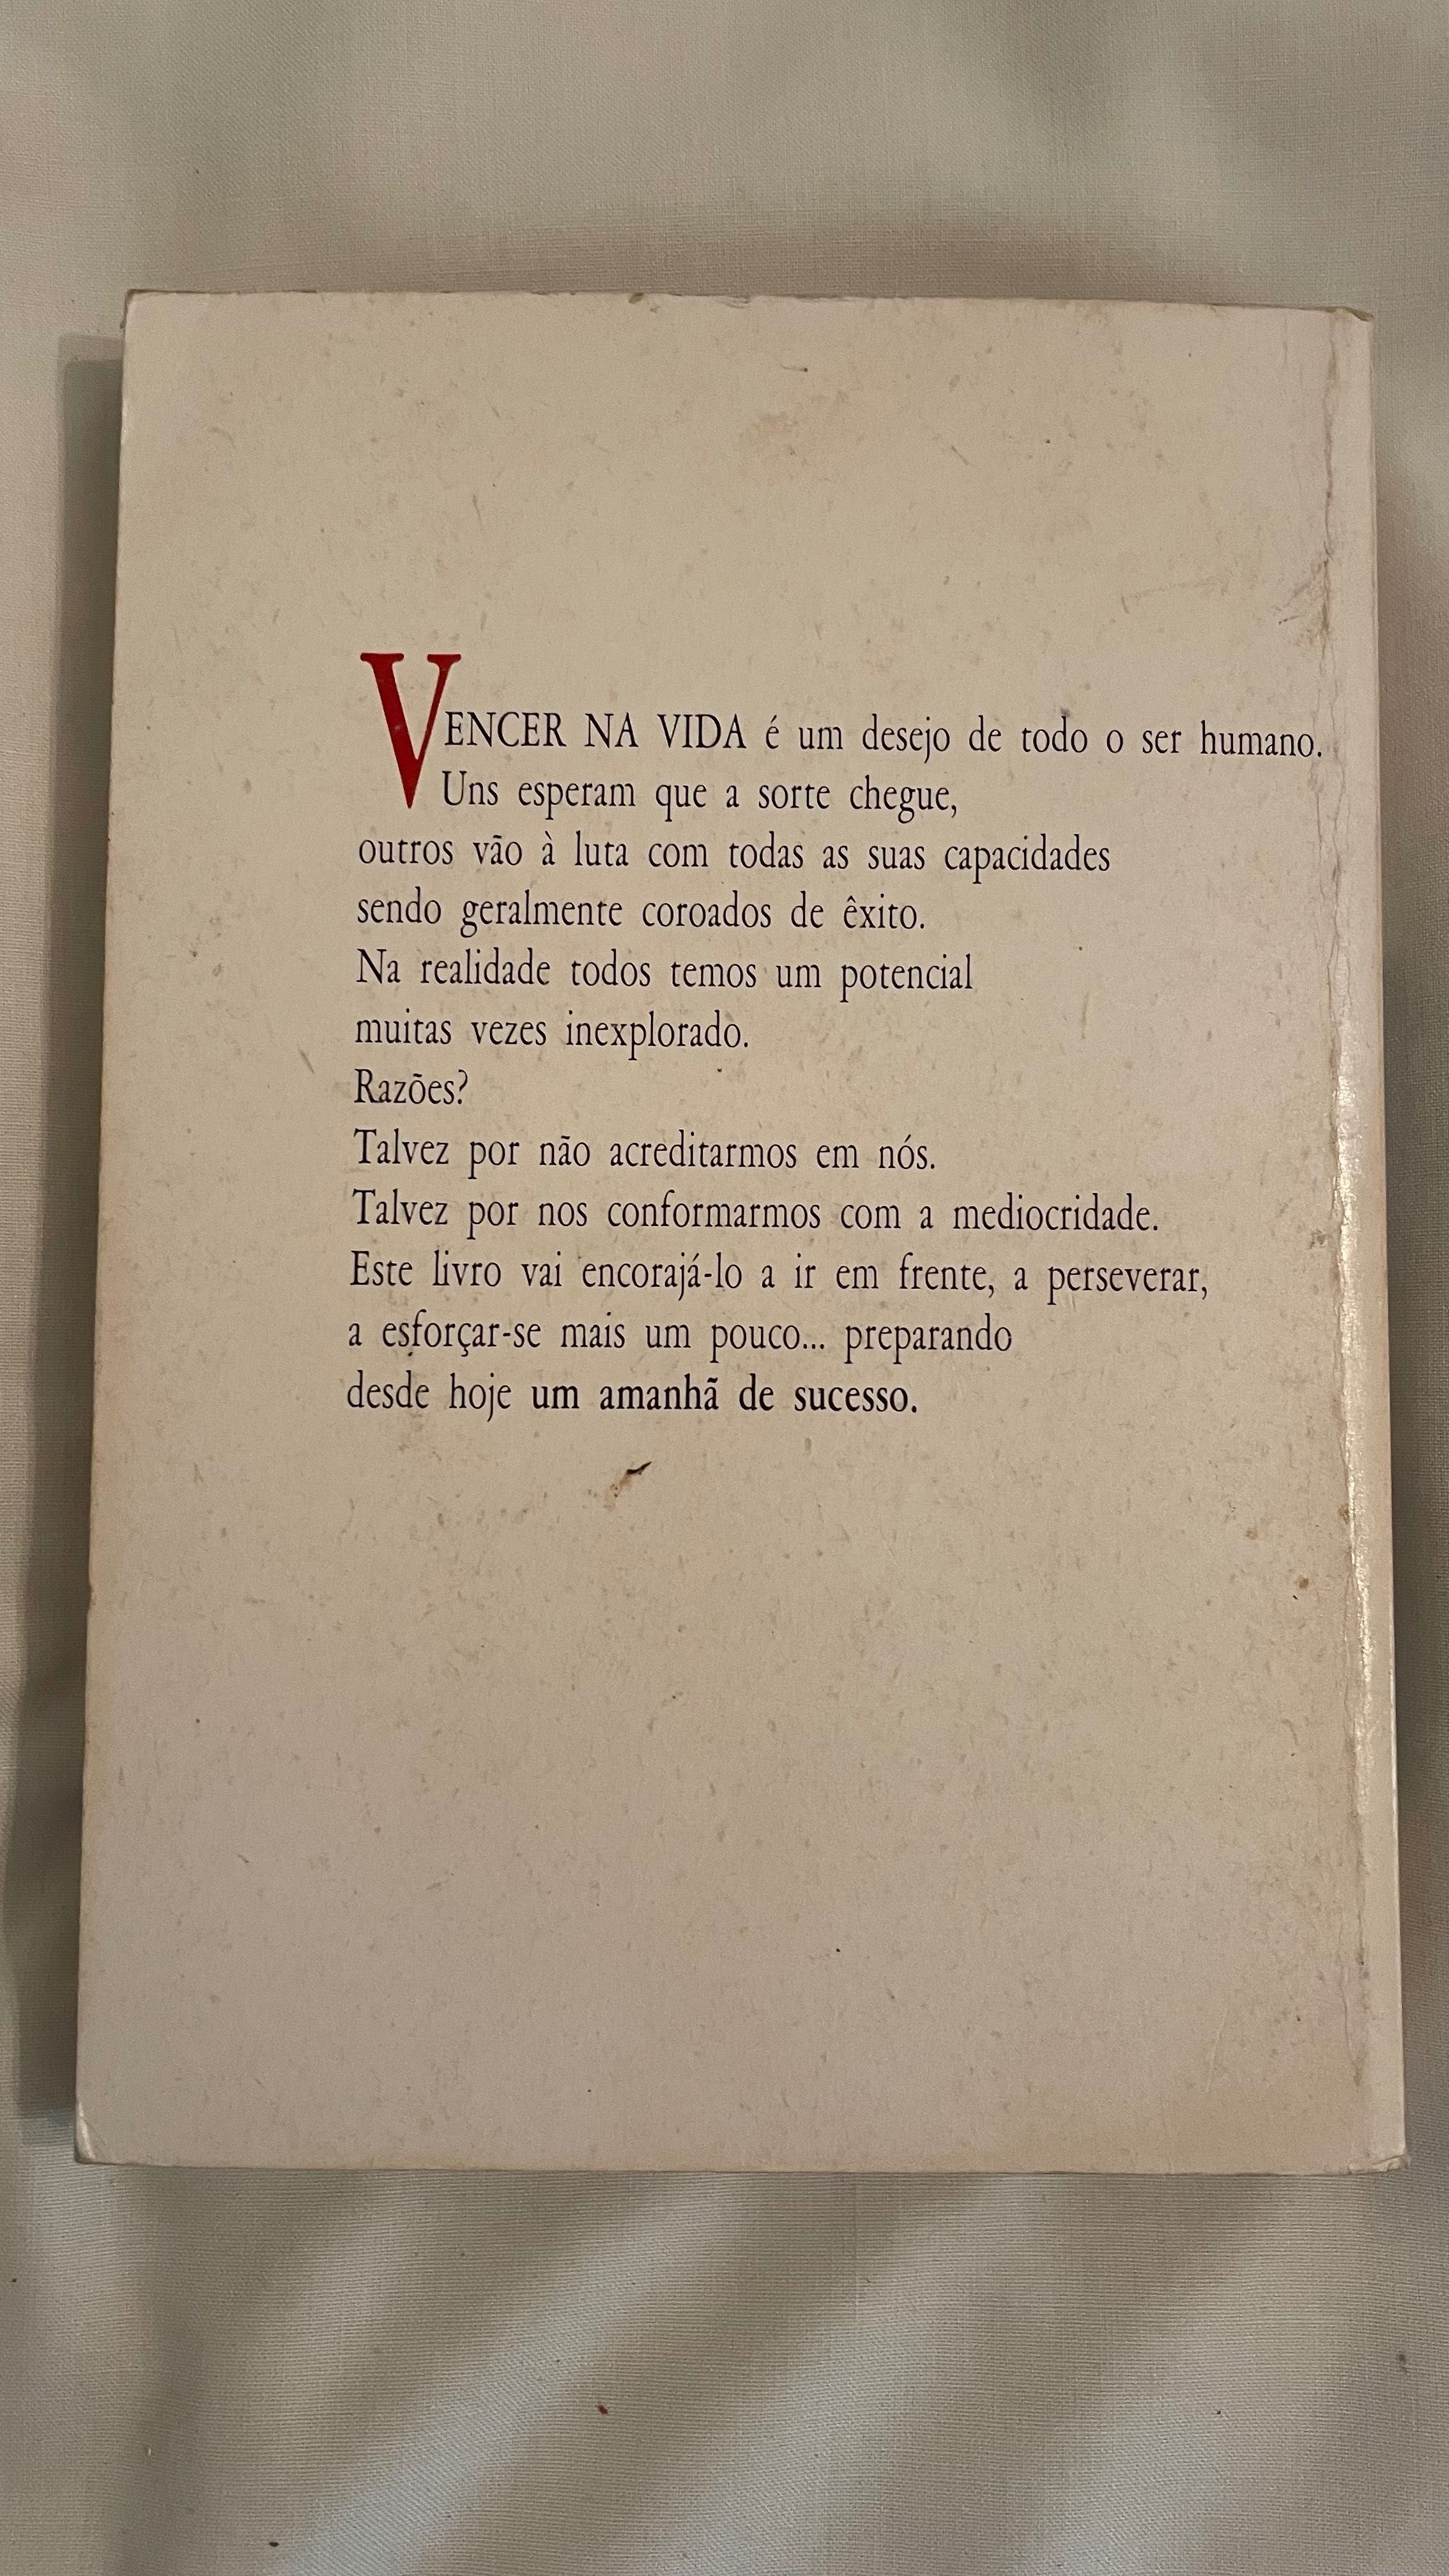 VENCER NA VIDA é um desejo de todo o ser humano.
Uns esperam que a sorte chegue,
outros vão à luta com todas as suas capacidades
sendo geralmente coroados de êxito.
Na realidade todos temos um potencial
muitas vezes inexplorado.
Razões?
Talvez por não acreditarmos em nós.
Talvez por nos conformarmos com a mediocridade.
Este livro vai encorajá-lo a ir em frente, a perseverar,
a esforçar-se mais um pouco... preparando
desde hoje um amanhã de sucesso.